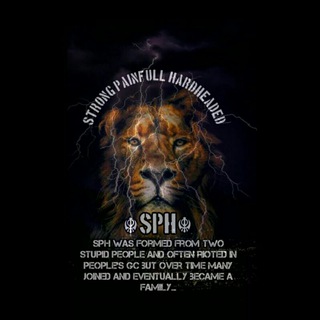 STRONG PAINFULL HARDHEADED
SPH
SPH WAS FORMED FROM TWO
STUPID PEOPLE AND OFTEN RIOTED IN
PEOPLE'S GC BUT OVER TIME MANY
JOINED AND EVENTUALLY BECAME A
FAMILY...